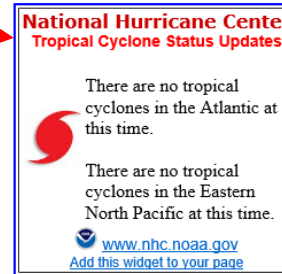 National Hurricane Cente
Tropical Cyclone Status Updates
There are no tropical
cyclones in the Atlantic at
this time.
There are no tropical
cyclones in the Eastern
North Pacific at this time.
www.nhc.noaa.gov
Add this widget to your page